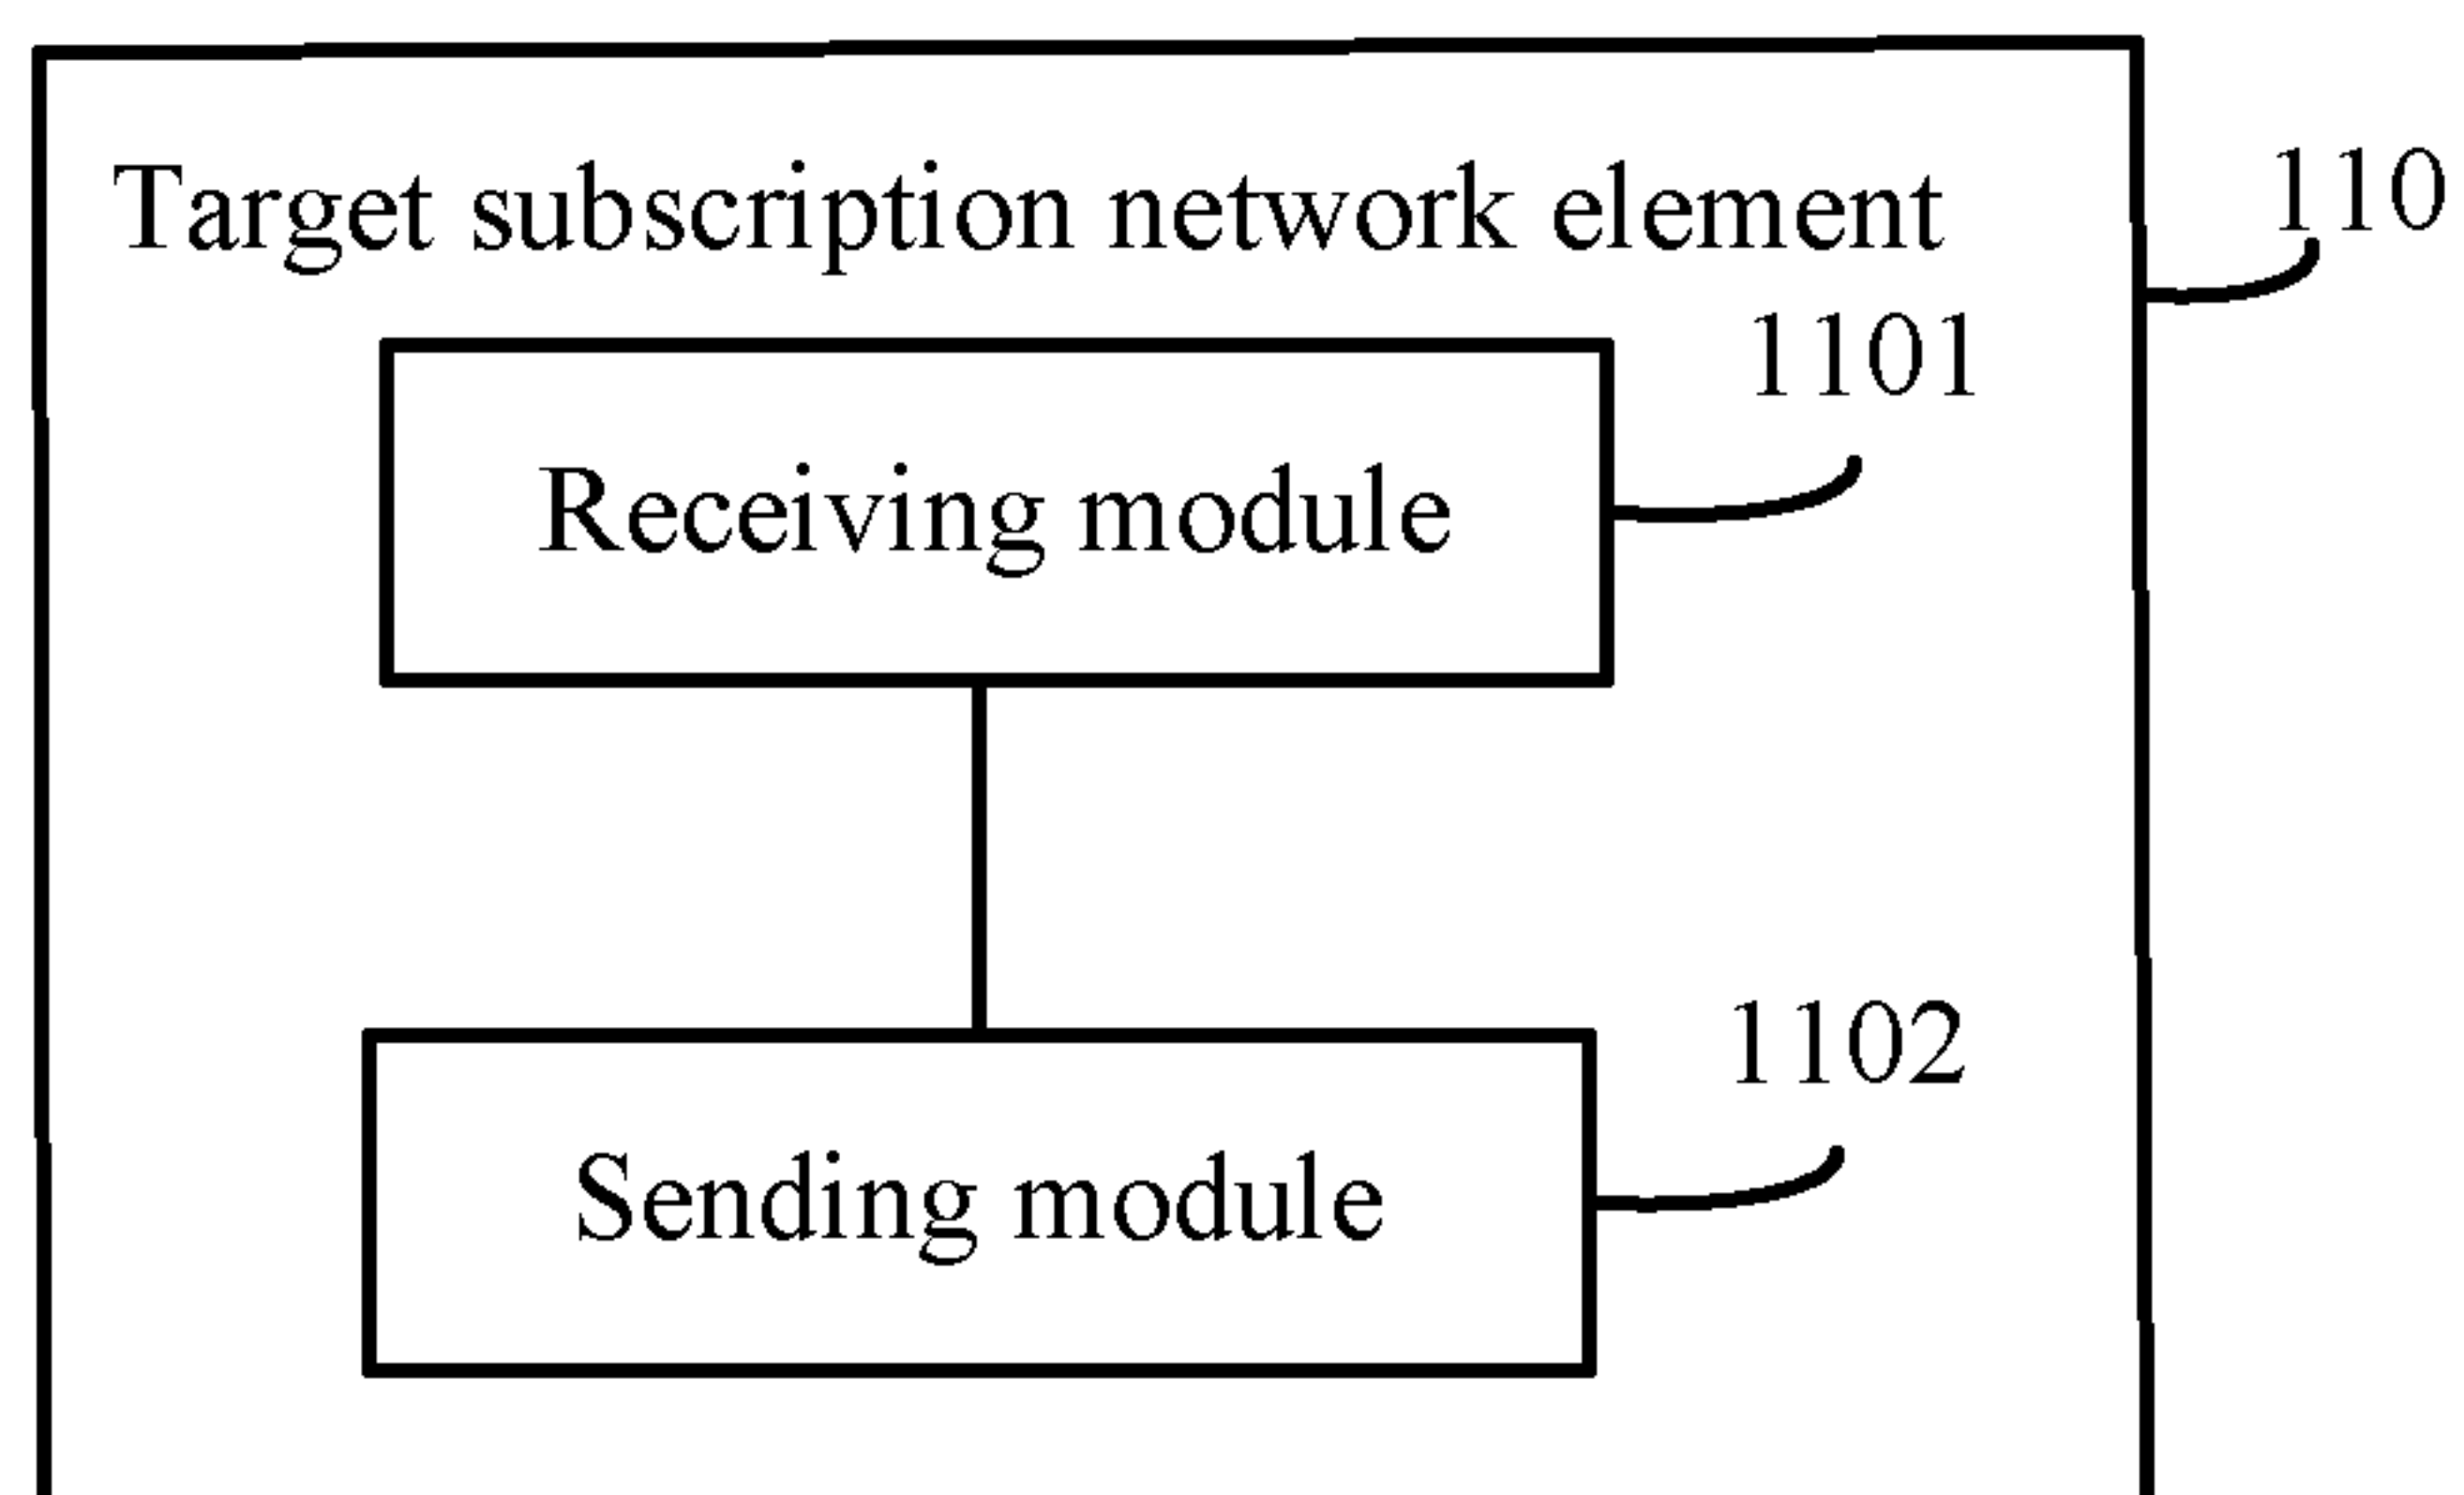 110
Target subscription network element
1101
Receiving module
1102
Sending module